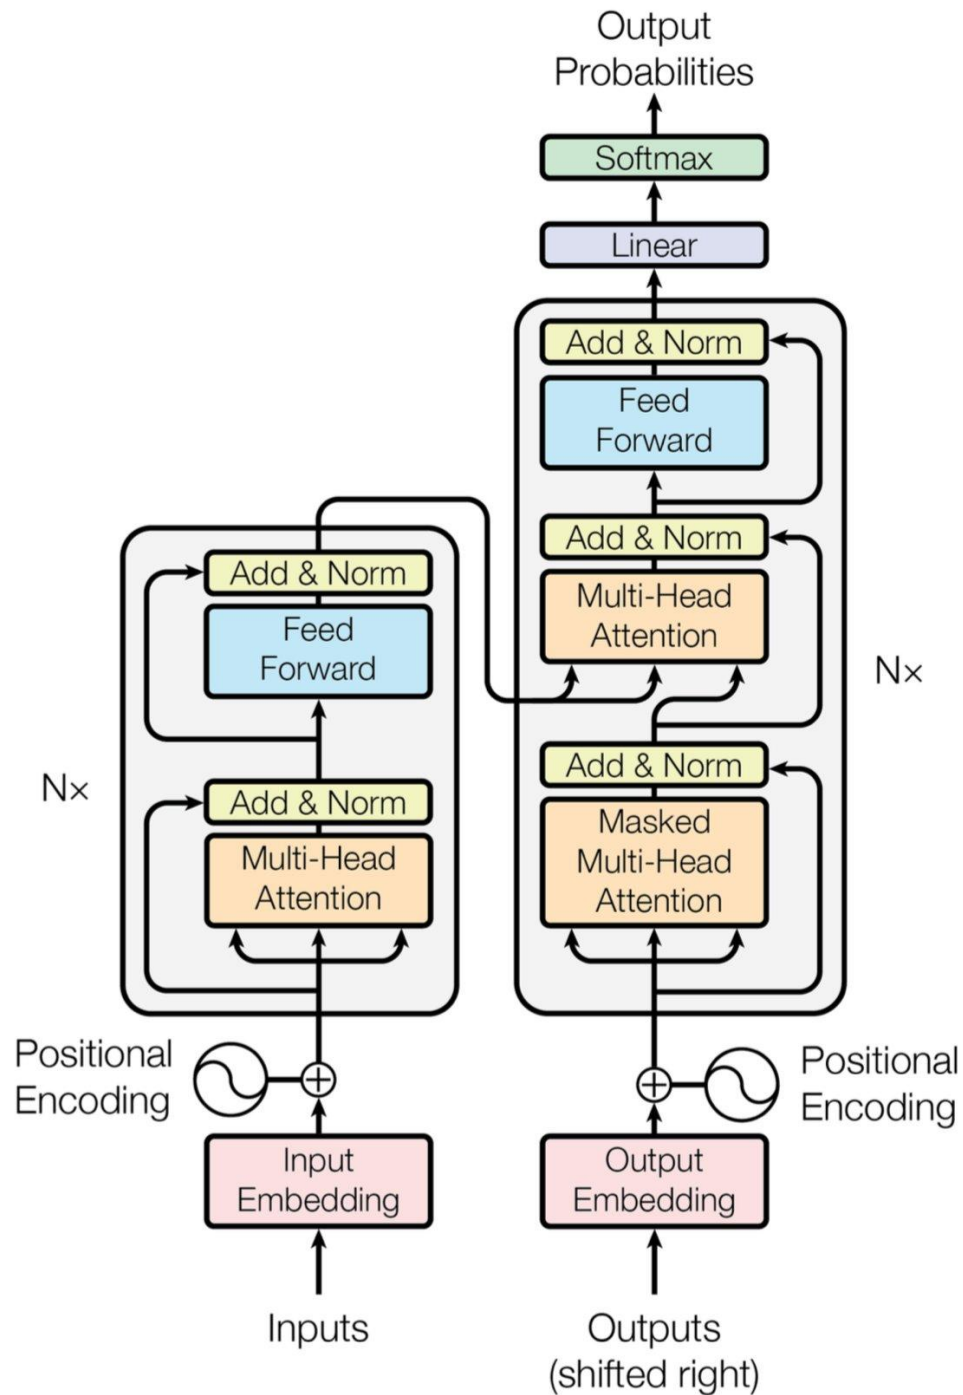 Output
Probabilities
Softmax
Linear
Add & Norm
Feed
Forward
Add & Norm
Multi-Head
Attention
N×
Add & Norm
Masked
Multi-Head
Attention
Positional
Encoding
Output
Embedding
Outputs
(shifted right)
Add & Norm
Feed
Forward
N×
Add & Norm
Multi-Head
Attention
Positional
Encoding
Input
Embedding
Inputs